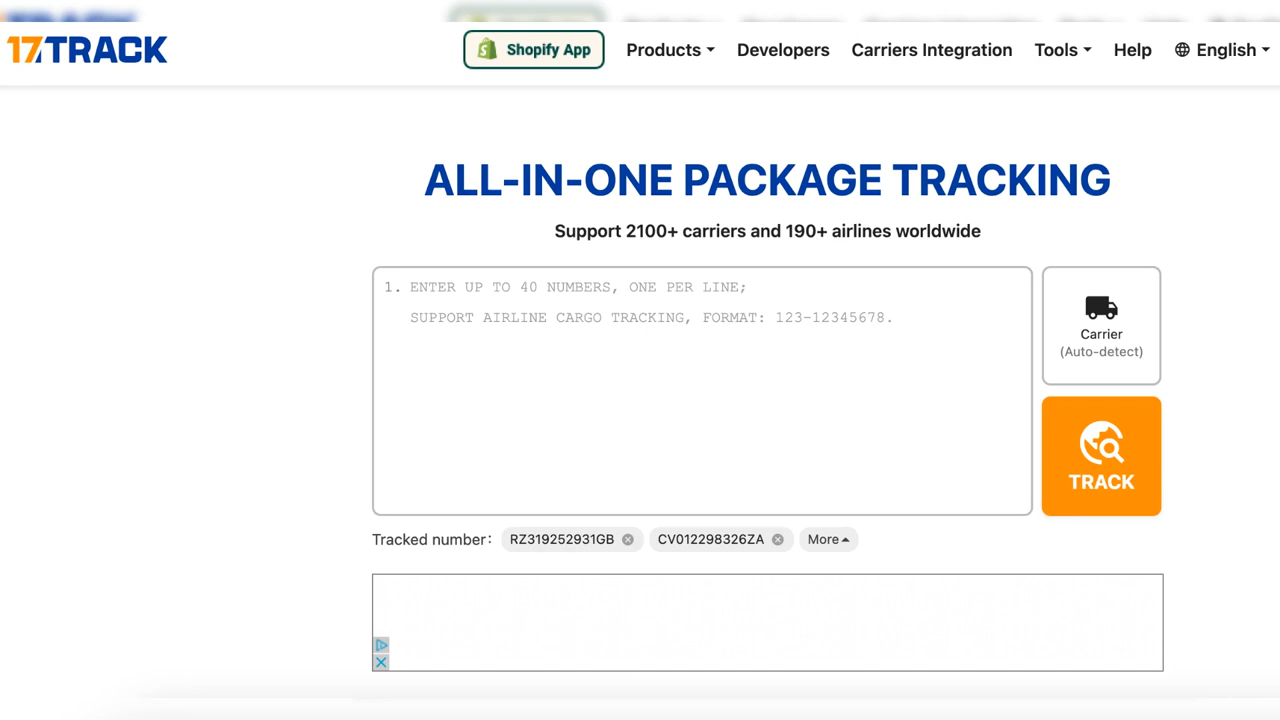 17TRACK
Shopify App Products Developers Carriers Integration Tools Help English
ALL-IN-ONE PACKAGE TRACKING
Support 2100+ carriers and 190+ airlines worldwide
1. ENTER UP TO 40 NUMBERS, ONE PER LINE;
SUPPORT AIRLINE CARGO TRACKING, FORMAT: 123-12345678.
Carrier
(Auto-detect)
TRACK
Tracked number: RZ319252931GB CV012298326ZA More